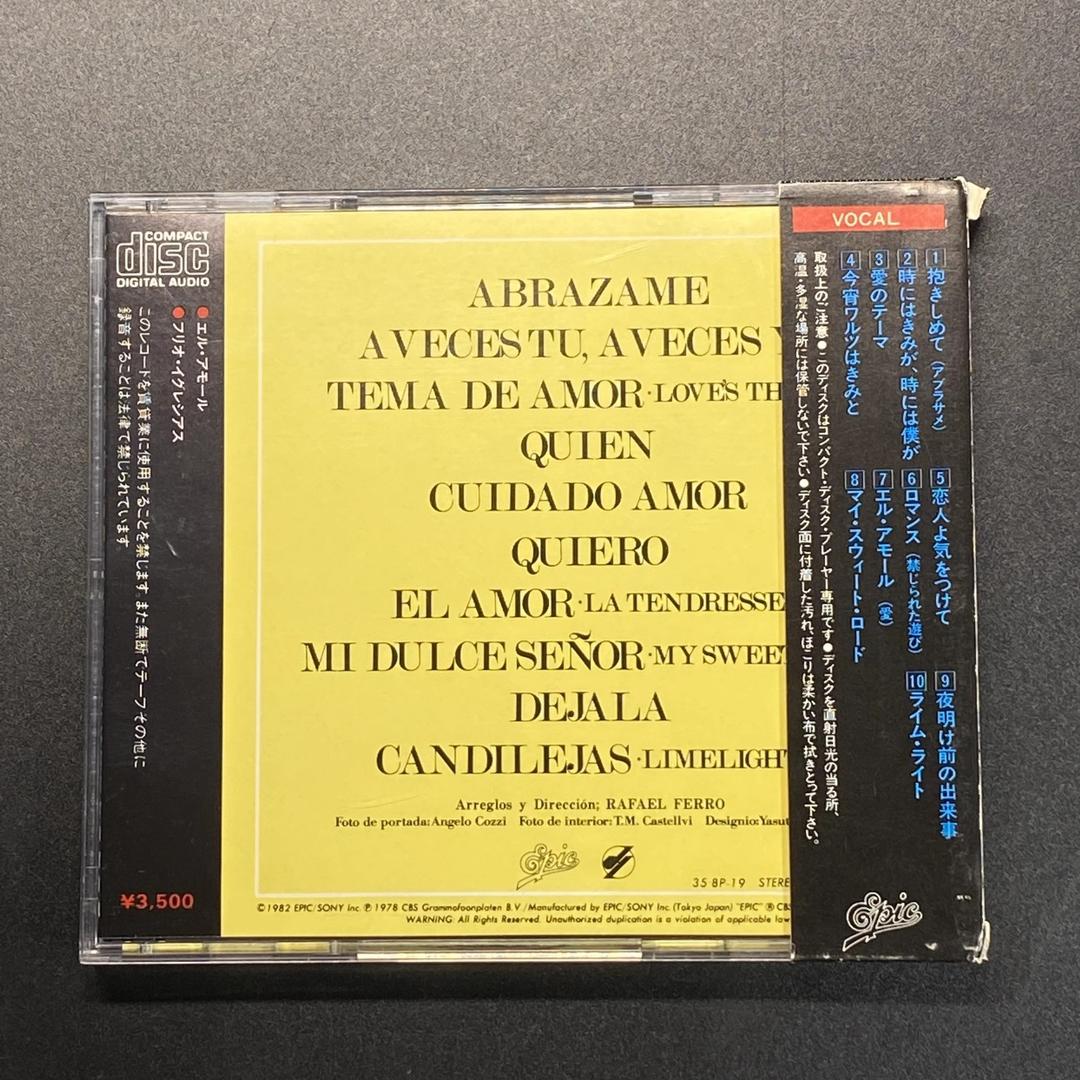 COMPACT
disc
DIGITAL AUDIO
●エル・アモール
●フリオ・イグレシアス
このレコードを賃貸業に使用することを禁じます。また無断でテープその他に
録音することは法律で禁じられています。
¥3,500
ABRAZAME
A VECES TU, A VECES Y
TEMA DE AMOR·LOVE'S TH
QUIEN
CUIDADO AMOR
QUIERO
EL AMOR·LA TENDRESSE
MI DULCE SEÑOR·MY SWEET
DEJALA
CANDILEJAS·LIMELIGHT
Arreglos y Dirección; RAFAEL FERRO
Foto de portada:Angelo Cozzi Foto de interior:T.M. Castellvi Designio:Yasut
Epic
35 8P-19 STERE
©1982 EPIC/SONY Inc. ℗1978 CBS Grammofoonplaten B.V./Manufactured by EPIC/SONY Inc. (Tokyo Japan) "EPIC" ® CBS
WARNING: All Rights Reserved. Unauthorized duplication is a violation of applicable law
VOCAL
1 抱きしめて(アブラサメ)
2 時にはきみが、時には僕が
3 愛のテーマ
4 今宵ワルツはきみと
5 恋人よ気をつけて
6 ロマンス(禁じられた遊び)
7 エル・アモール(愛)
8 マイ・スウィート・ロード
9 夜明け前の出来事
10 ライム・ライト
取扱上のご注意●このディスクはコンパクト・ディスク・プレーヤー専用です●ディスクを直射日光の当る所、
高温・多湿な場所には保管しないで下さい●ディスク面に付着した汚れ、ほこりは柔かい布で拭きとって下さい。
Epic